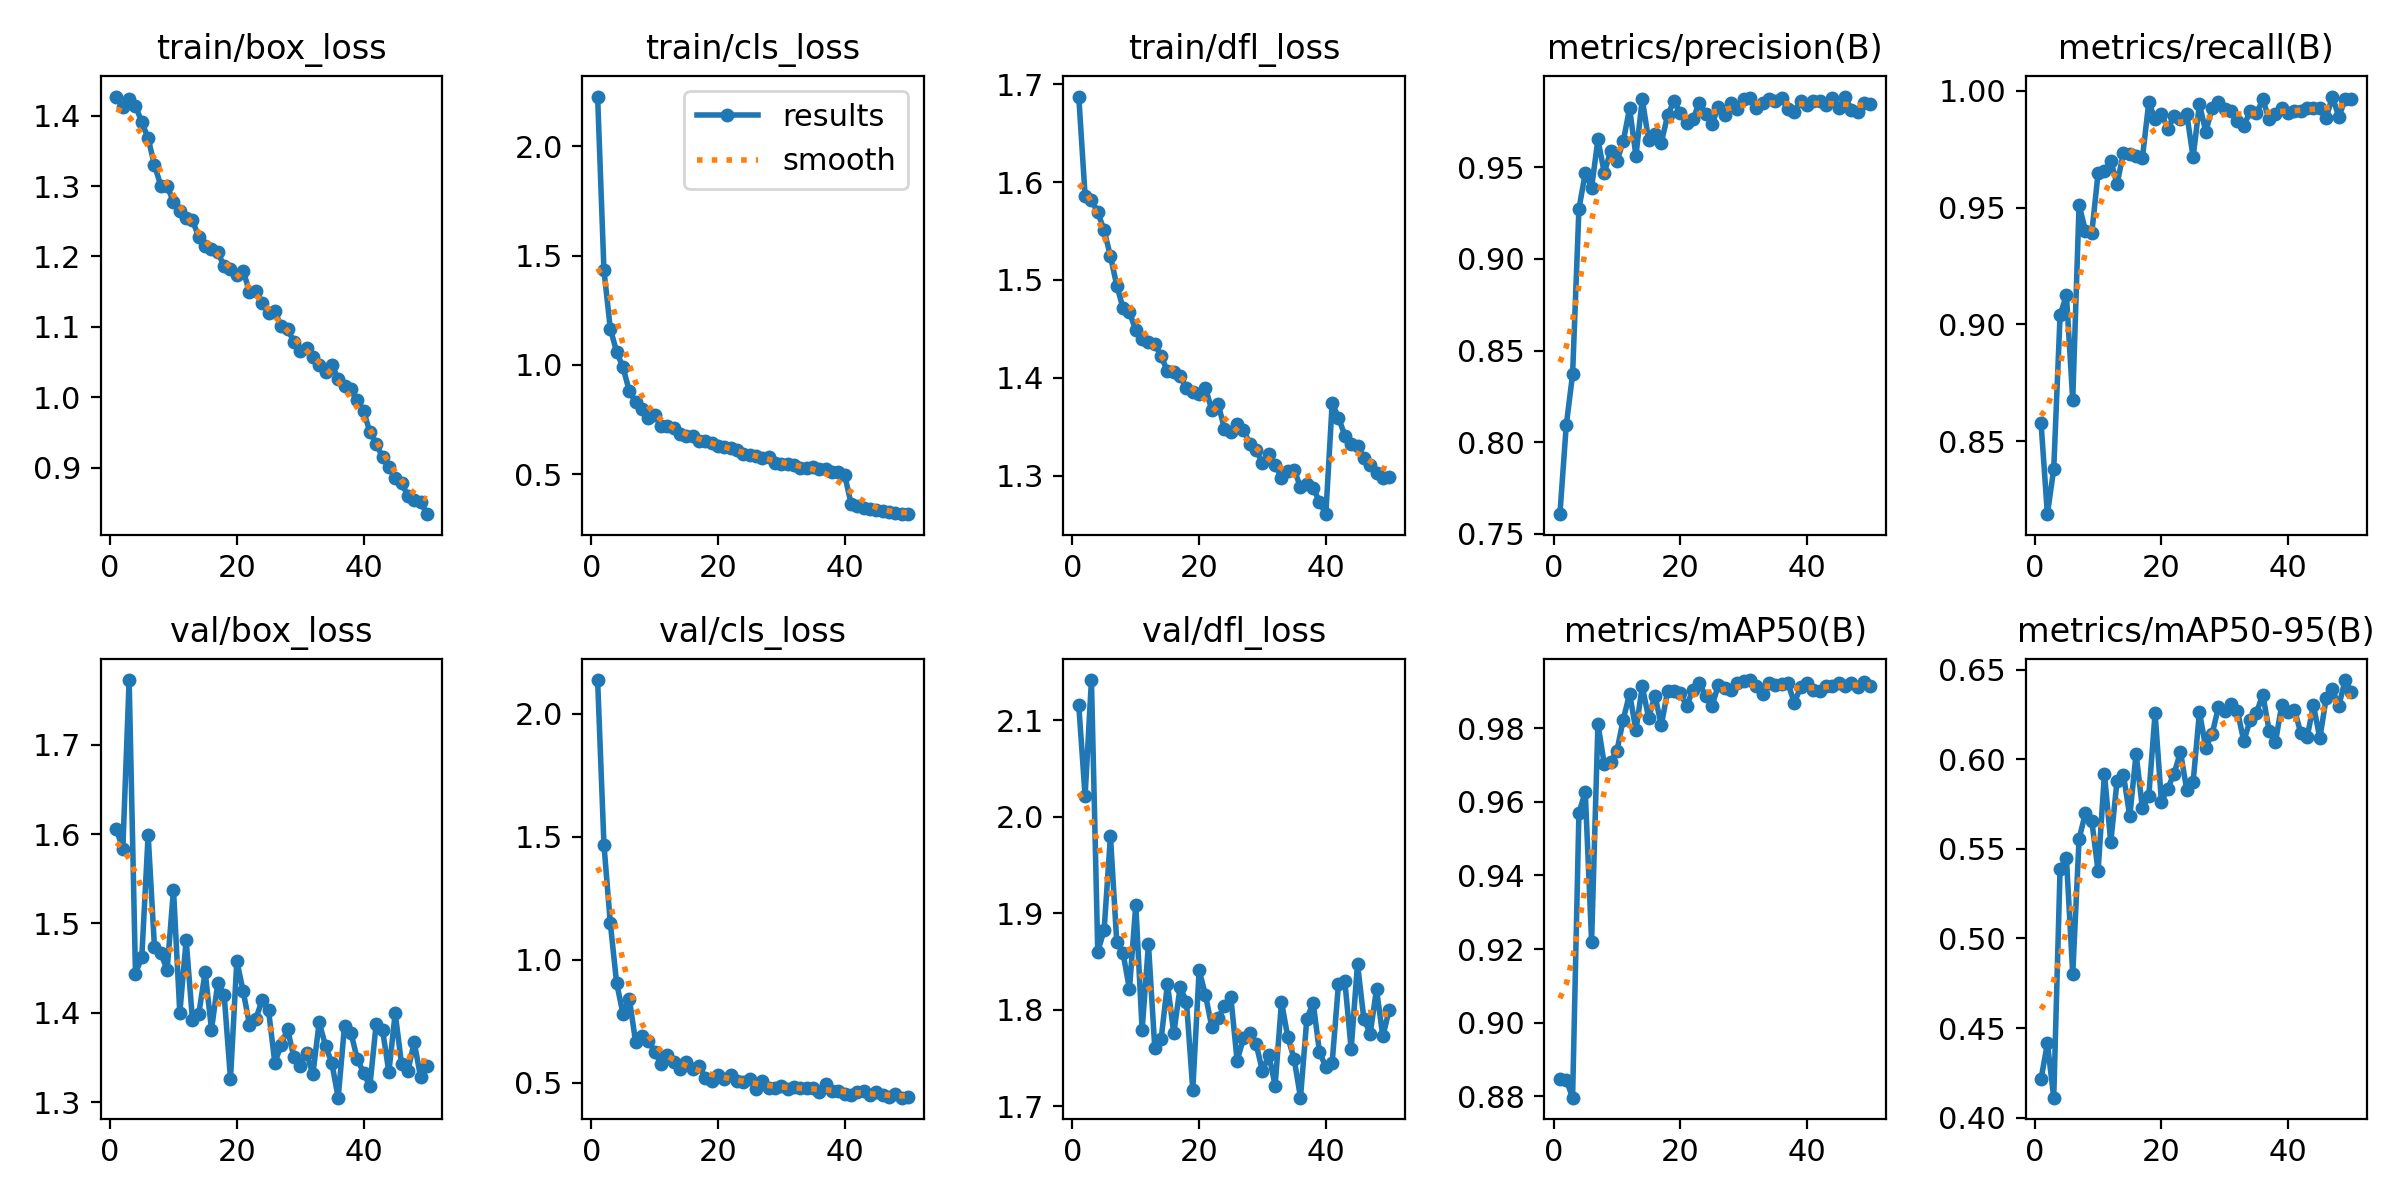 train/box_loss
1.4
1.3
1.2
1.1
1.0
0.9
0 20 40
train/cls_loss
results
smooth
2.0
1.5
1.0
0.5
0 20 40
train/dfl_loss
1.7
1.6
1.5
1.4
1.3
0 20 40
metrics/precision(B)
0.95
0.90
0.85
0.80
0.75
0 20 40
metrics/recall(B)
1.00
0.95
0.90
0.85
0 20 40
val/box_loss
1.7
1.6
1.5
1.4
1.3
0 20 40
val/cls_loss
2.0
1.5
1.0
0.5
0 20 40
val/dfl_loss
2.1
2.0
1.9
1.8
1.7
0 20 40
metrics/mAP50(B)
0.98
0.96
0.94
0.92
0.90
0.88
0 20 40
metrics/mAP50-95(B)
0.65
0.60
0.55
0.50
0.45
0.40
0 20 40